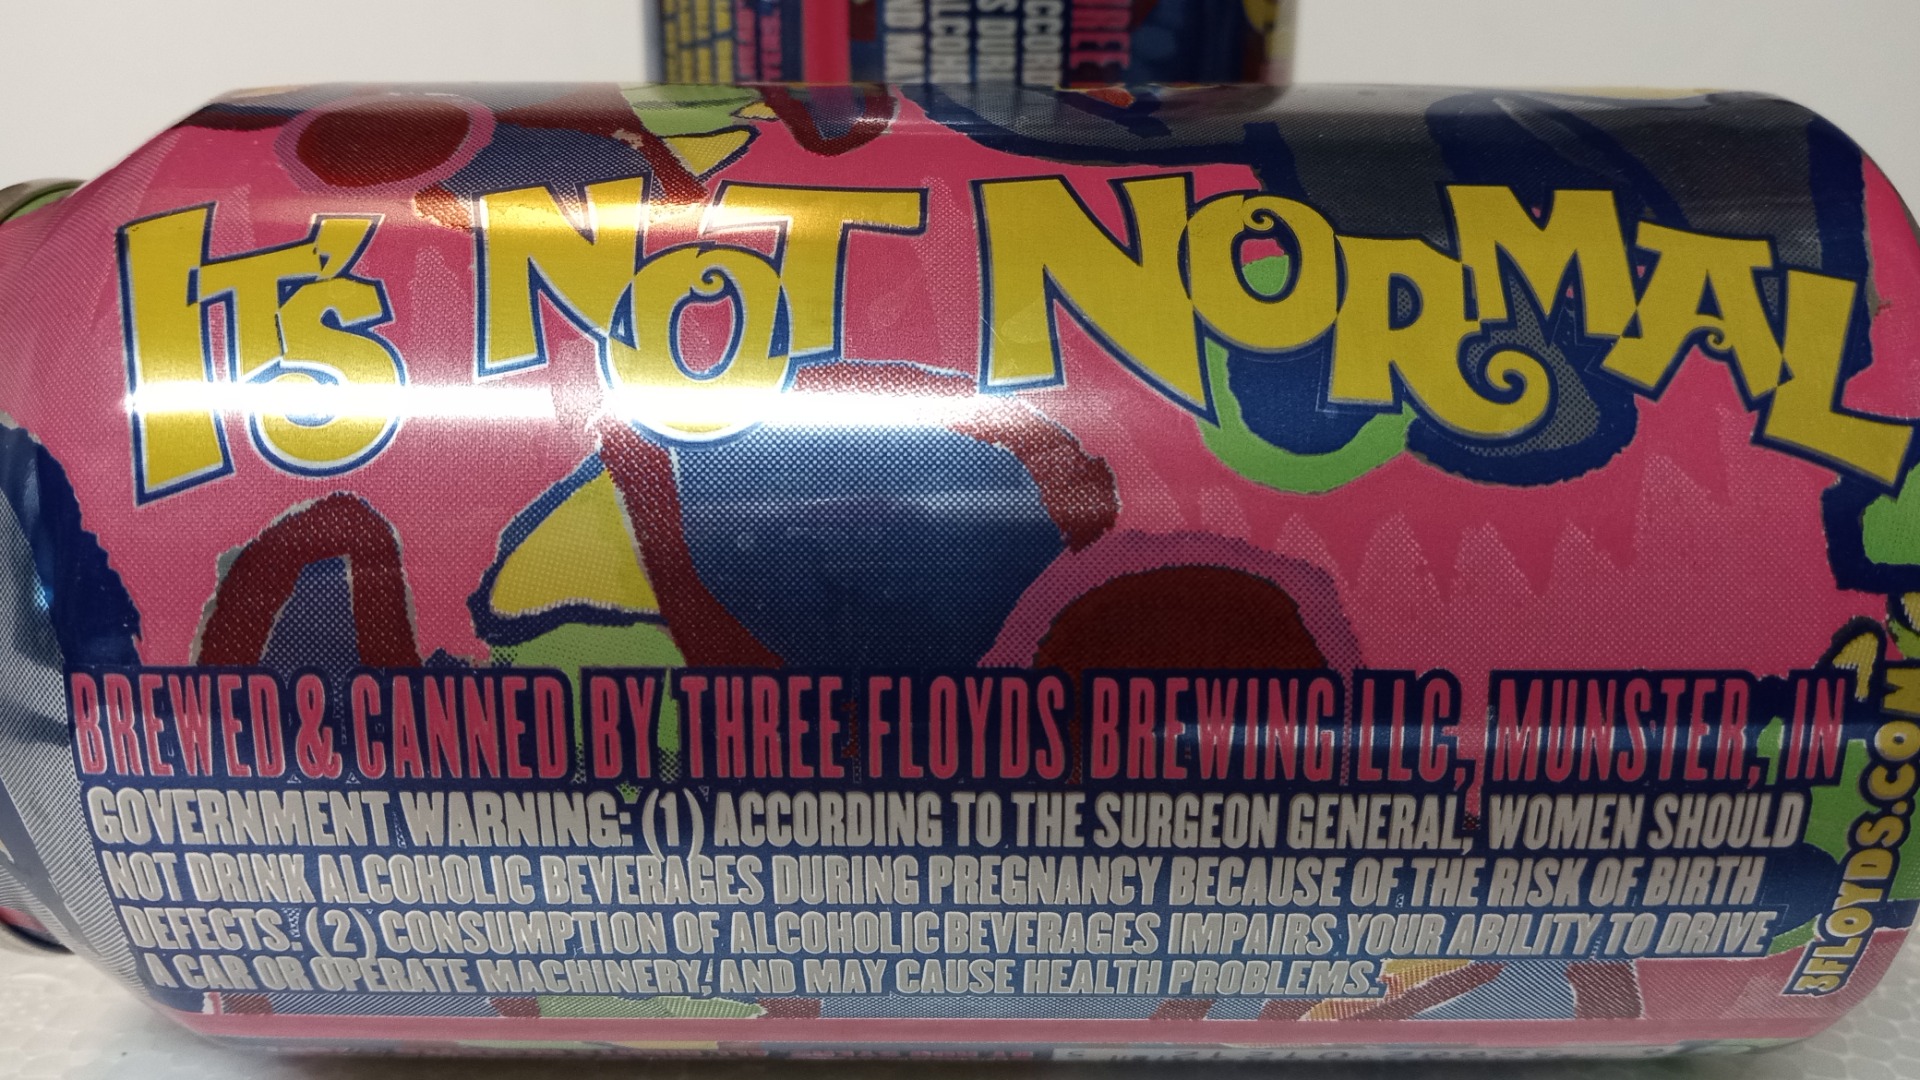 IT'S NOT NORMAL
BREWED & CANNED BY THREE FLOYDS BREWING LLC, MUNSTER, IN
GOVERNMENT WARNING: (1) ACCORDING TO THE SURGEON GENERAL, WOMEN SHOULD
NOT DRINK ALCOHOLIC BEVERAGES DURING PREGNANCY BECAUSE OF THE RISK OF BIRTH
DEFECTS. (2) CONSUMPTION OF ALCOHOLIC BEVERAGES IMPAIRS YOUR ABILITY TO DRIVE
A CAR OR OPERATE MACHINERY, AND MAY CAUSE HEALTH PROBLEMS.
3FLOYDS.COM